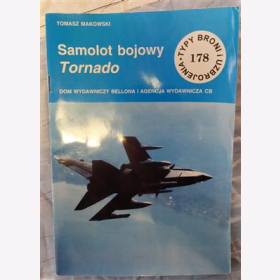 TOMASZ MAKOWSKI
Samolot bojowy
Tornado
TYPY BRONI i UZBROJENIA
178
DOM WYDAWNICZY BELLONA I AGENCJA WYDAWNICZA CB